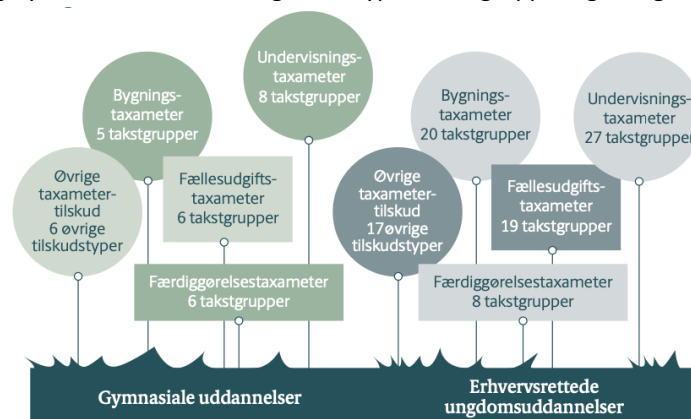 Undervisnings-
taxameter
8 takstgrupper
Bygnings-
taxameter
5 takstgrupper
Øvrige
taxameter-
tilskud
6 øvrige
tilskudstyper
Fællesudgifts-
taxameter
6 takstgrupper
Færdiggørelsestaxameter
6 takstgrupper
Gymnasiale uddannelser
Bygnings-
taxameter
20 takstgrupper
Undervisnings-
taxameter
27 takstgrupper
Øvrige
taxameter-
tilskud
17øvrige
tilskudstyper
Fællesudgifts-
taxameter
19 takstgrupper
Færdiggørelsestaxameter
8 takstgrupper
Erhvervsrettede
ungdomsuddannelser